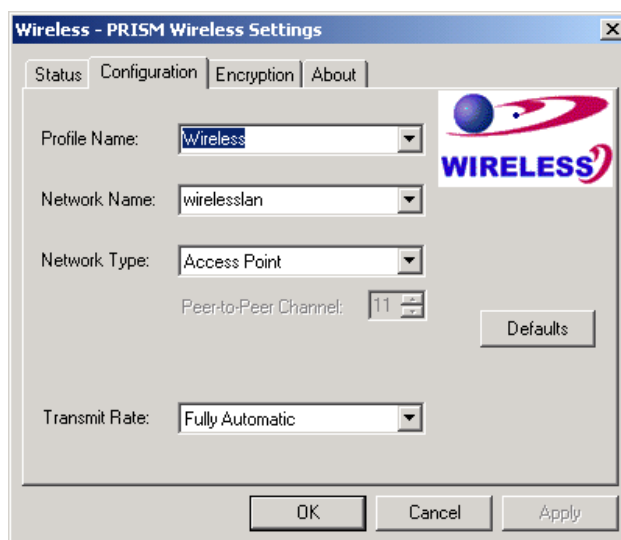 Wireless - PRISM Wireless Settings
Status Configuration Encryption About
WIRELESS
Profile Name: Wireless
Network Name: wirelesslan
Network Type: Access Point
Peer-to-Peer Channel: 11
Defaults
Transmit Rate: Fully Automatic
OK Cancel Apply